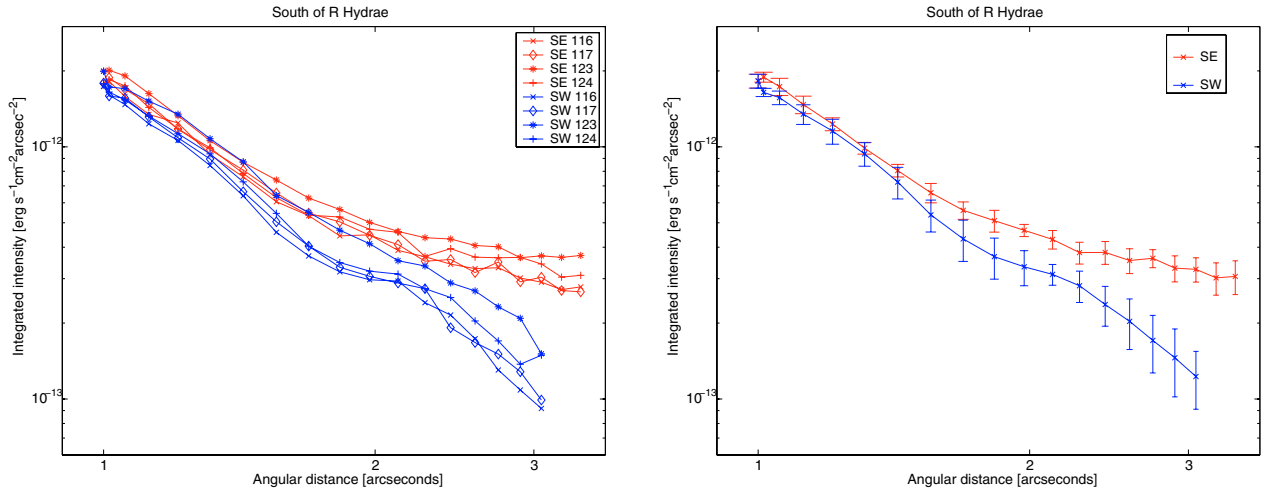 South of R Hydrae
Integrated intensity [erg s⁻¹cm⁻²arcsec⁻²]
10⁻¹²
10⁻¹³
SE 116
SE 117
SE 123
SE 124
SW 116
SW 117
SW 123
SW 124
1
2
3
Angular distance [arcseconds]
South of R Hydrae
Integrated intensity [erg s⁻¹cm⁻²arcsec⁻²]
10⁻¹²
10⁻¹³
SE
SW
1
2
3
Angular distance [arcseconds]